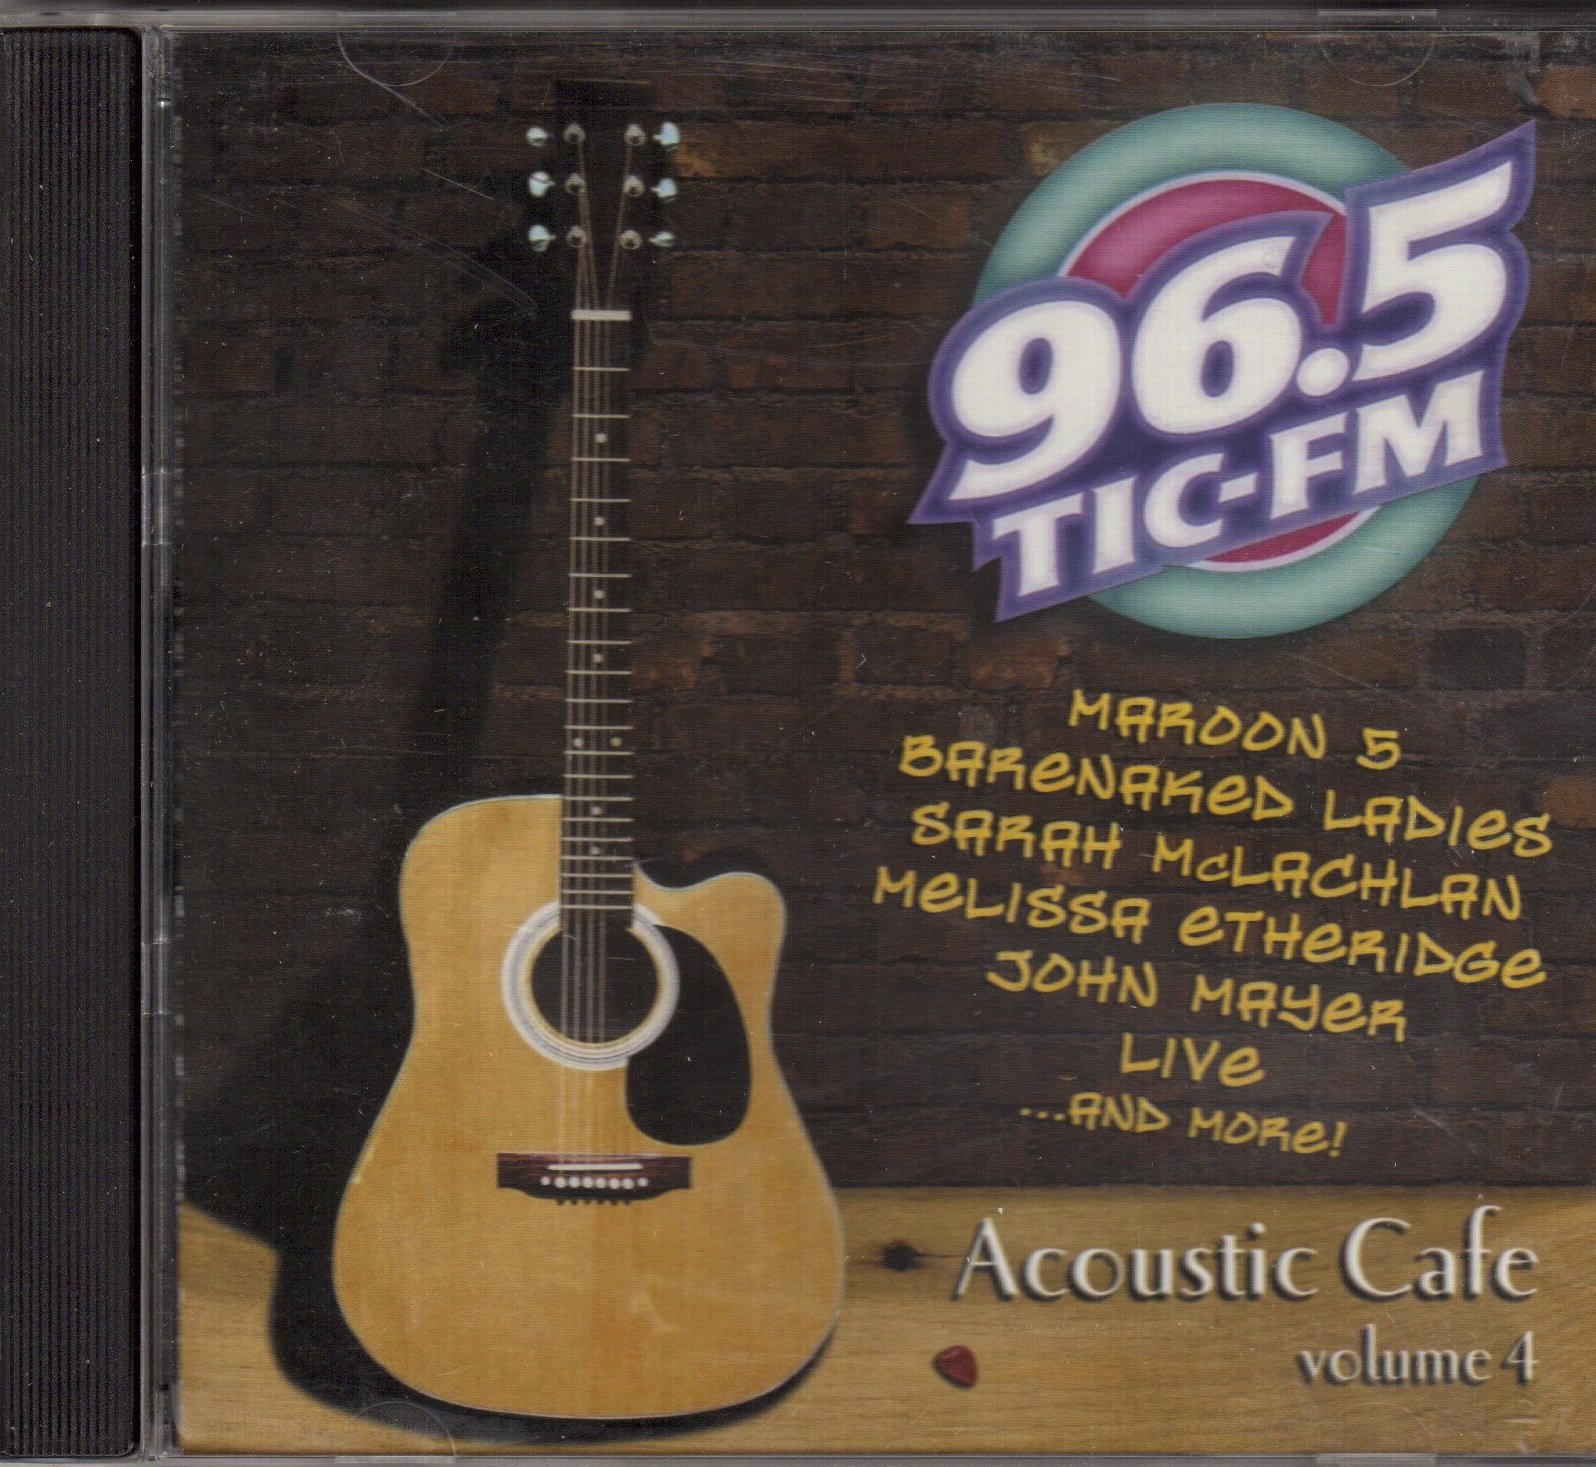 96.5
TIC-FM
MAROON 5
BAReNAKeD LADIeS
SARAH McLACHLAN
MeLISSA eTHeRIDGe
JOHN MAYeR
LIVe
...AND MORe!
Acoustic Cafe
volume 4